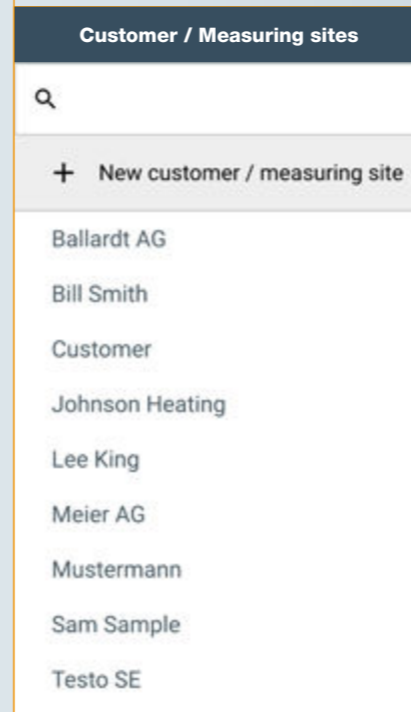 Customer / Measuring sites
+ New customer / measuring site
Ballardt AG
Bill Smith
Customer
Johnson Heating
Lee King
Meier AG
Mustermann
Sam Sample
Testo SE